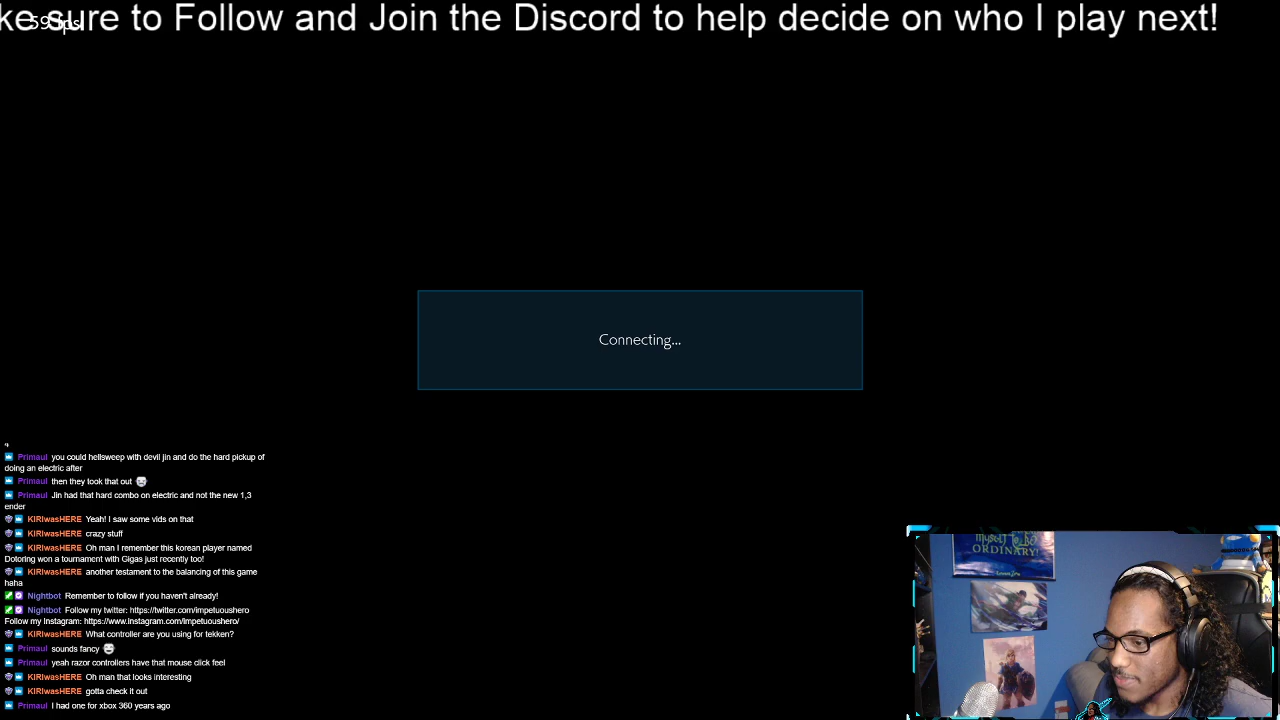 ke sure to Follow and Join the Discord to help decide on who I play next!
59 fps
Connecting...
Primaul you could hellsweep with devil jin and do the hard pickup of
doing an electric after
Primaul then they took that out
Primaul Jin had that hard combo on electric and not the new 1,3
ender
KIRIwasHERE Yeah! I saw some vids on that
KIRIwasHERE crazy stuff
KIRIwasHERE Oh man I remember this korean player named
Dotoring won a tournament with Gigas just recently too!
KIRIwasHERE another testament to the balancing of this game
haha
Nightbot Remember to follow if you haven't already!
Nightbot Follow my twitter: https://twitter.com/impetuoushero
Follow my Instagram: https://www.instagram.com/impetuoushero/
KIRIwasHERE What controller are you using for tekken?
Primaul sounds fancy
Primaul yeah razor controllers have that mouse click feel
KIRIwasHERE Oh man that looks interesting
KIRIwasHERE gotta check it out
Primaul I had one for xbox 360 years ago
Myself To Be
ORDINARY!